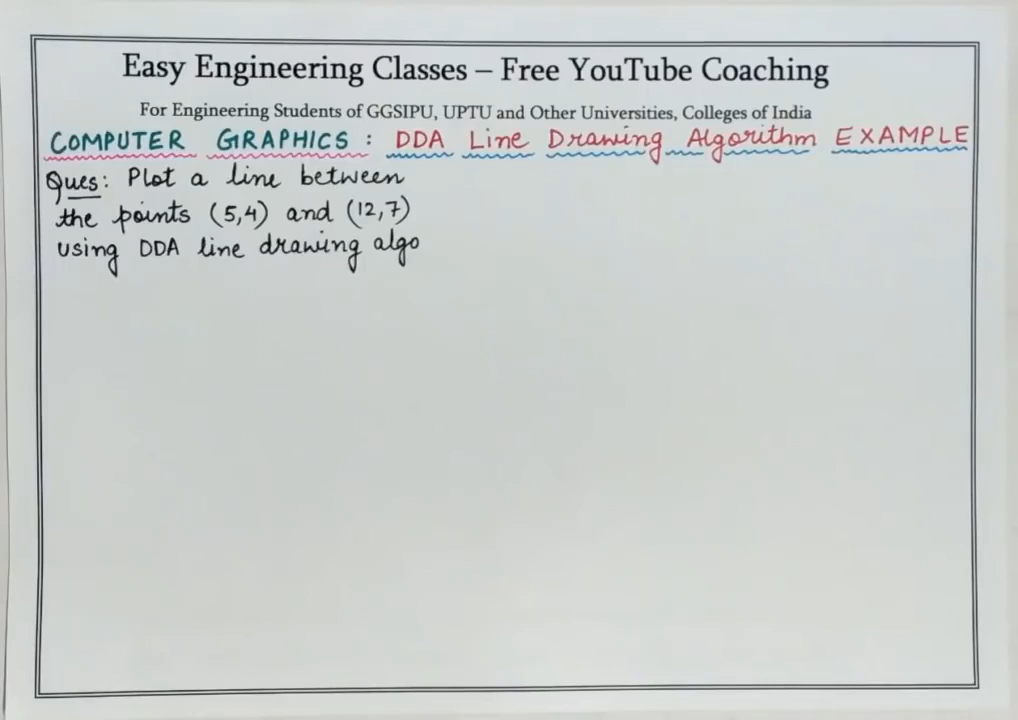 Easy Engineering Classes – Free YouTube Coaching
For Engineering Students of GGSIPU, UPTU and Other Universities, Colleges of India
COMPUTER GRAPHICS : DDA Line Drawing Algorithm EXAMPLE
Ques: Plot a line between
the points (5,4) and (12,7)
using DDA line drawing algo